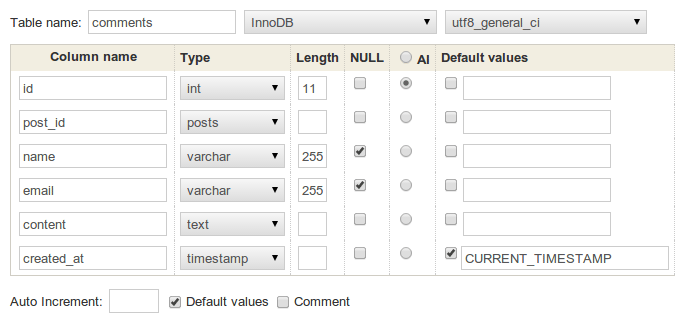 Table name: comments InnoDB utf8_general_ci
Column name Type Length NULL AI Default values
id int 11
post_id posts
name varchar 255
email varchar 255
content text
created_at timestamp CURRENT_TIMESTAMP
Auto Increment: Default values Comment